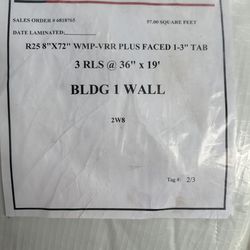 SALES ORDER # 6818765
57.00 SQUARE FEET
DATE LAMINATED:
R25 8"X72" WMP-VRR PLUS FACED 1-3" TAB
3 RLS @ 36" x 19'
BLDG 1 WALL
2W8
Tag #: 2/3